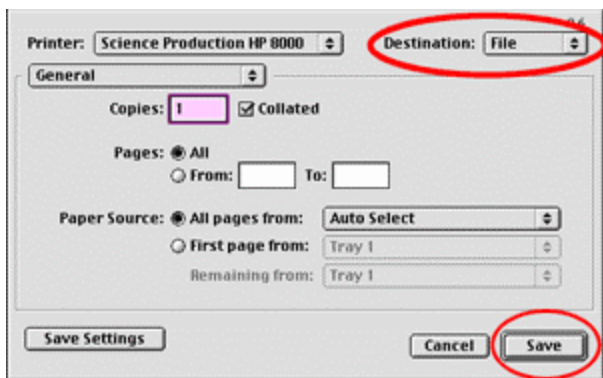 Printer: Science Production HP 8000 Destination: File
General
Copies: 1 Collated
Pages: All
From: To:
Paper Source: All pages from: Auto Select
First page from: Tray 1
Remaining from: Tray 1
Save Settings Cancel Save